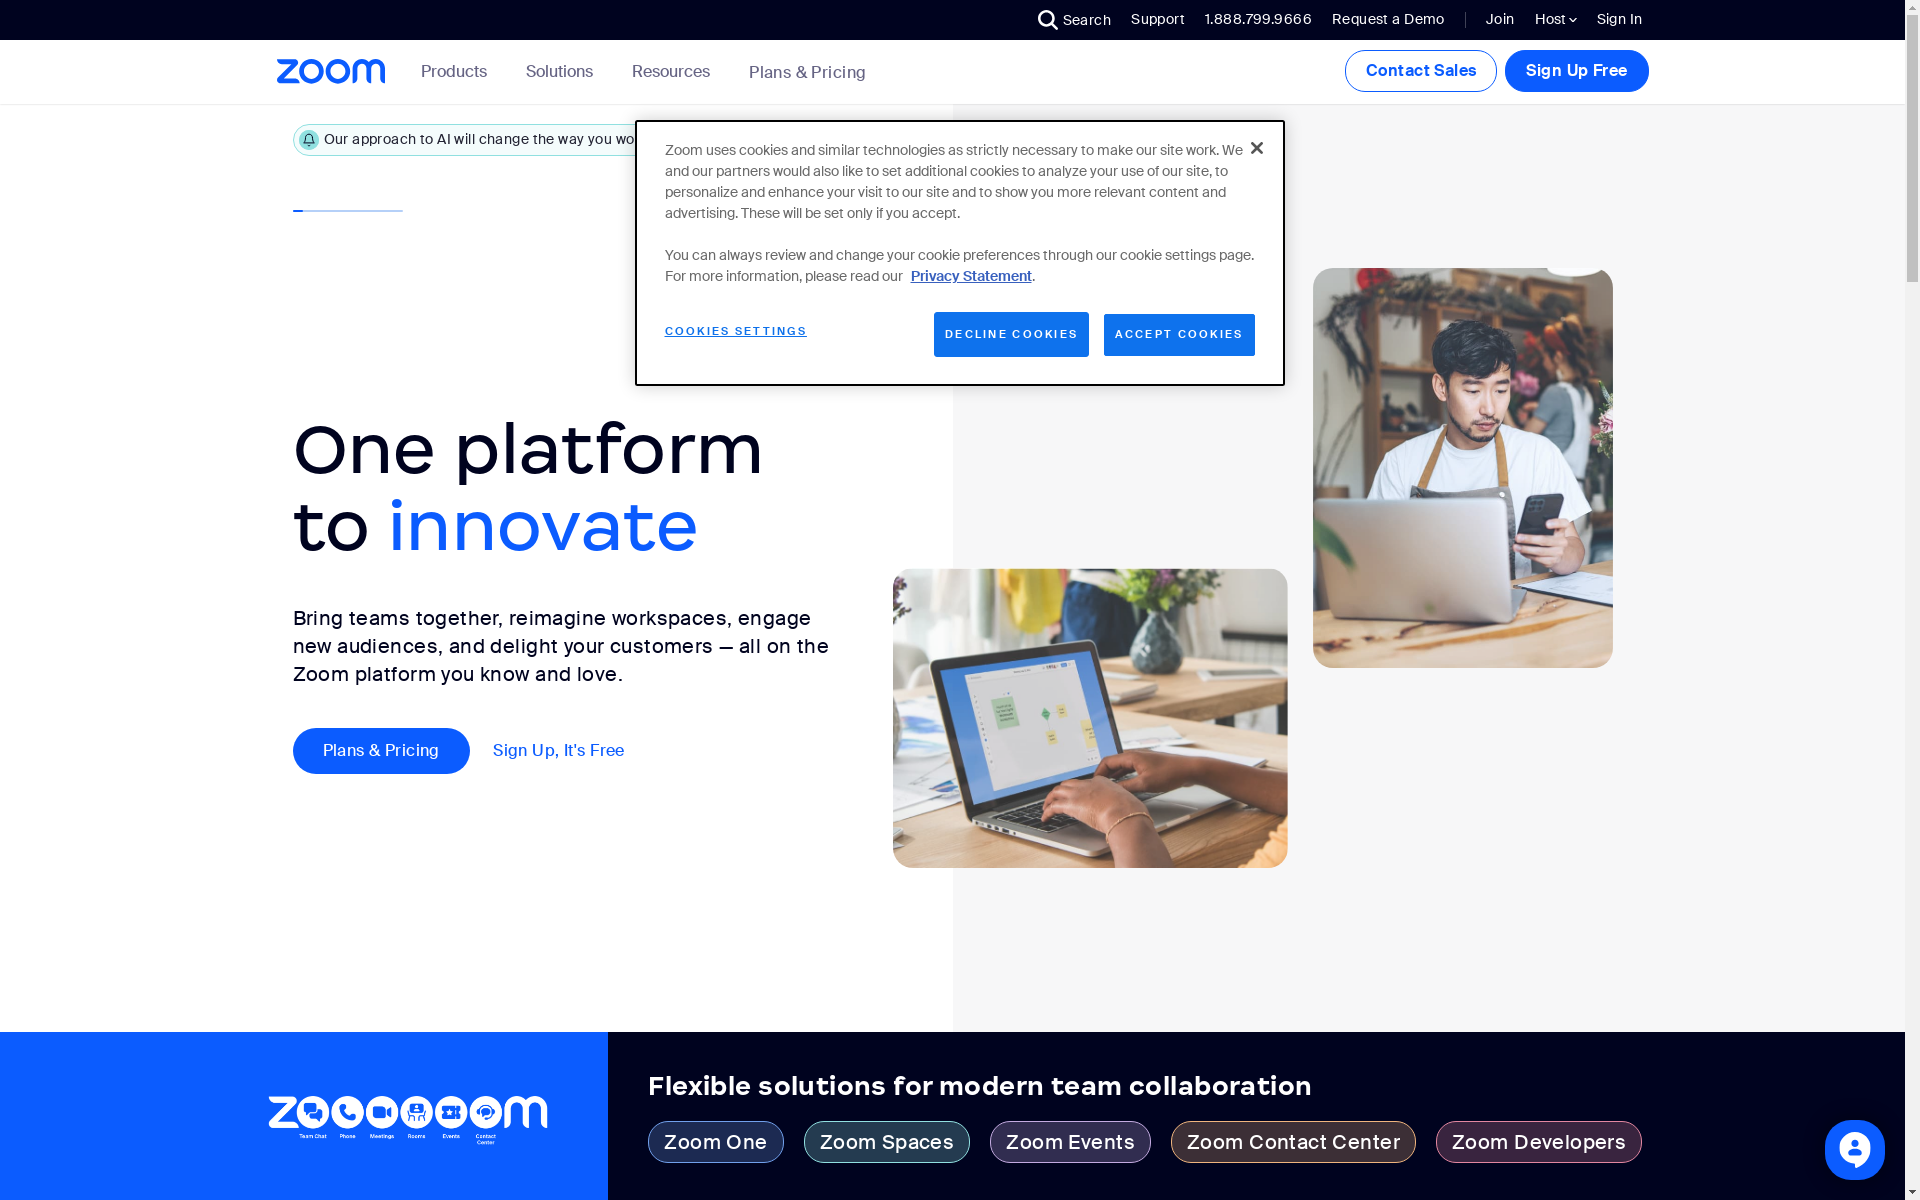 Search
Support
1.888.799.9666
Request a Demo
Join
Host
Sign In
zoom
Products
Solutions
Resources
Plans & Pricing
Contact Sales
Sign Up Free
Our approach to AI will change the way you wo
Zoom uses cookies and similar technologies as strictly necessary to make our site work. We
and our partners would also like to set additional cookies to analyze your use of our site, to
personalize and enhance your visit to our site and to show you more relevant content and
advertising. These will be set only if you accept.
You can always review and change your cookie preferences through our cookie settings page.
For more information, please read our Privacy Statement.
COOKIES SETTINGS
DECLINE COOKIES
ACCEPT COOKIES
One platform
to innovate
Bring teams together, reimagine workspaces, engage
new audiences, and delight your customers — all on the
Zoom platform you know and love.
Plans & Pricing
Sign Up, It's Free
zooooooom
Team Chat
Phone
Meetings
Rooms
Events
Contact
Center
Flexible solutions for modern team collaboration
Zoom One
Zoom Spaces
Zoom Events
Zoom Contact Center
Zoom Developers